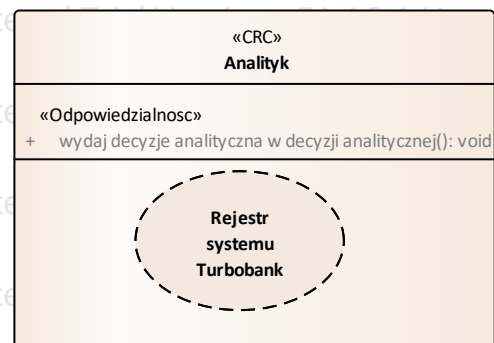 «CRC»
Analityk
«Odpowiedzialnosc»
+ wydaj decyzje analityczna w decyzji analitycznej(): void
Rejestr
systemu
Turbobank